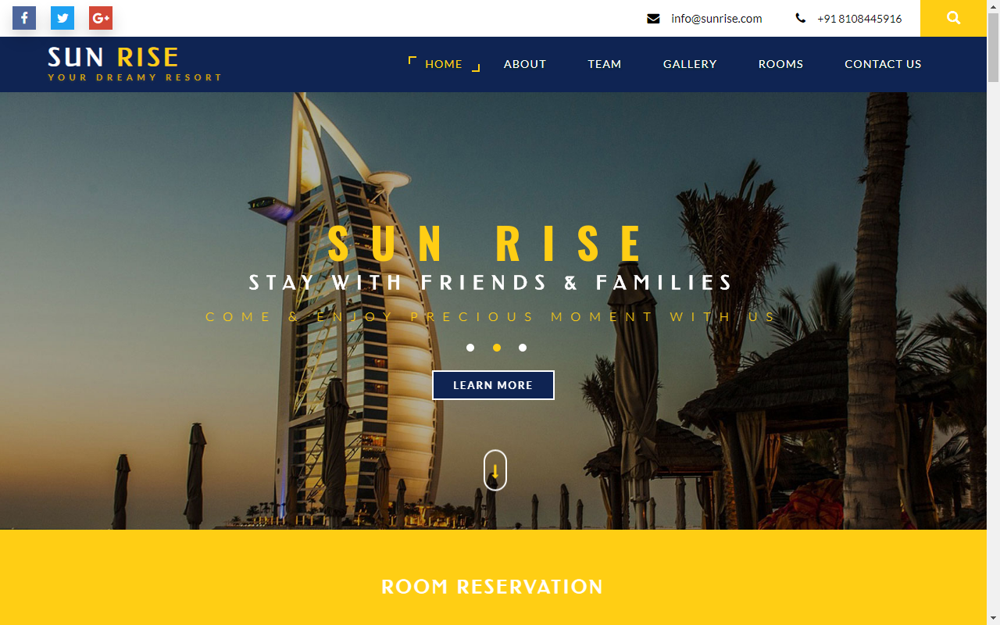 info@sunrise.com
+91 8108445916
SUN RISE
YOUR DREAMY RESORT
HOME
ABOUT
TEAM
GALLERY
ROOMS
CONTACT US
SUN RISE
STAY WITH FRIENDS & FAMILIES
COME & ENJOY PRECIOUS MOMENT WITH US
LEARN MORE
ROOM RESERVATION